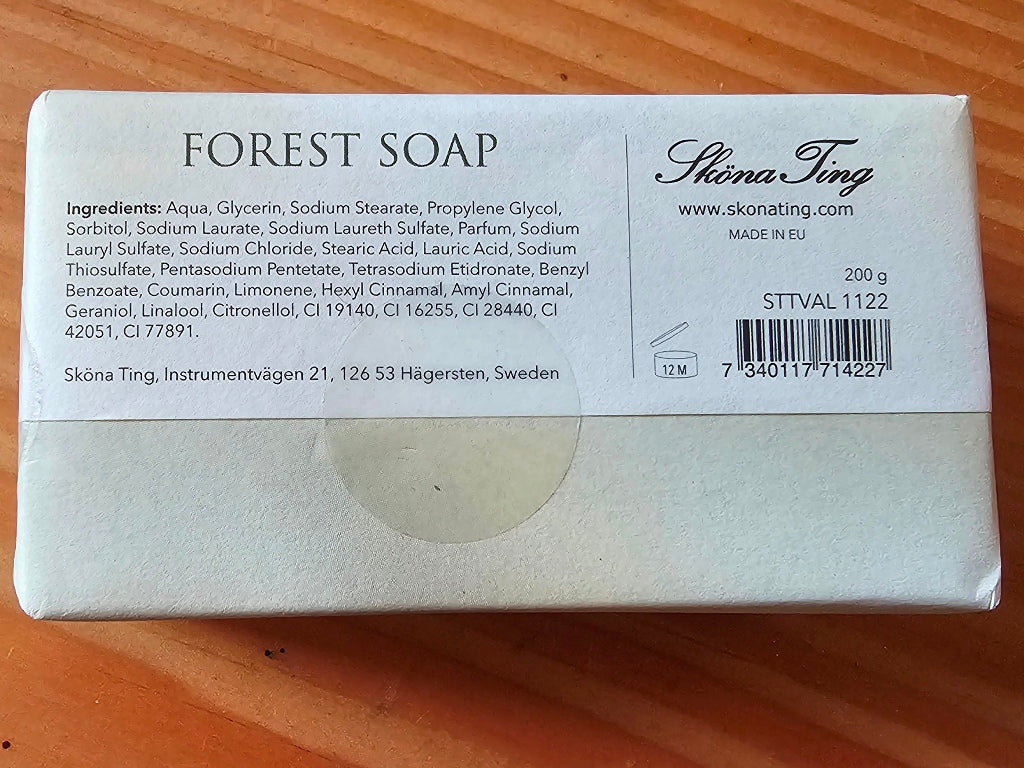 FOREST SOAP
Ingredients: Aqua, Glycerin, Sodium Stearate, Propylene Glycol,
Sorbitol, Sodium Laurate, Sodium Laureth Sulfate, Parfum, Sodium
Lauryl Sulfate, Sodium Chloride, Stearic Acid, Lauric Acid, Sodium
Thiosulfate, Pentasodium Pentetate, Tetrasodium Etidronate, Benzyl
Benzoate, Coumarin, Limonene, Hexyl Cinnamal, Amyl Cinnamal,
Geraniol, Linalool, Citronellol, CI 19140, CI 16255, CI 28440, CI
42051, CI 77891.
Sköna Ting, Instrumentvägen 21, 126 53 Hägersten, Sweden
Sköna Ting
www.skonating.com
MADE IN EU
200 g
STTVAL 1122
12 M
7 340117 714227